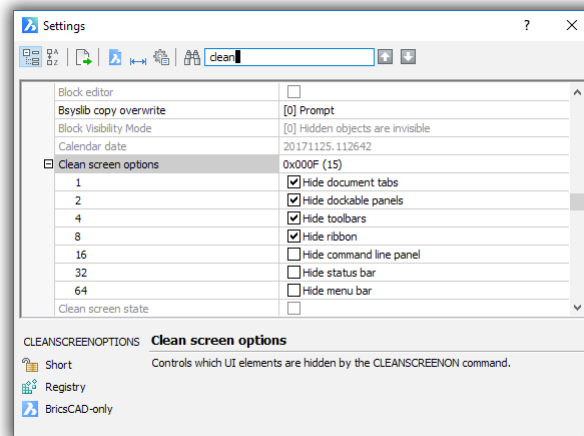 Settings
clean
Block editor
Bsyslib copy overwrite [0] Prompt
Block Visibility Mode [0] Hidden objects are invisible
Calendar date 20171125.112642
Clean screen options 0x000F (15)
1 Hide document tabs
2 Hide dockable panels
4 Hide toolbars
8 Hide ribbon
16 Hide command line panel
32 Hide status bar
64 Hide menu bar
Clean screen state
CLEANSCREENOPTIONS Clean screen options
Short Controls which UI elements are hidden by the CLEANSCREENON command.
Registry
BricsCAD-only